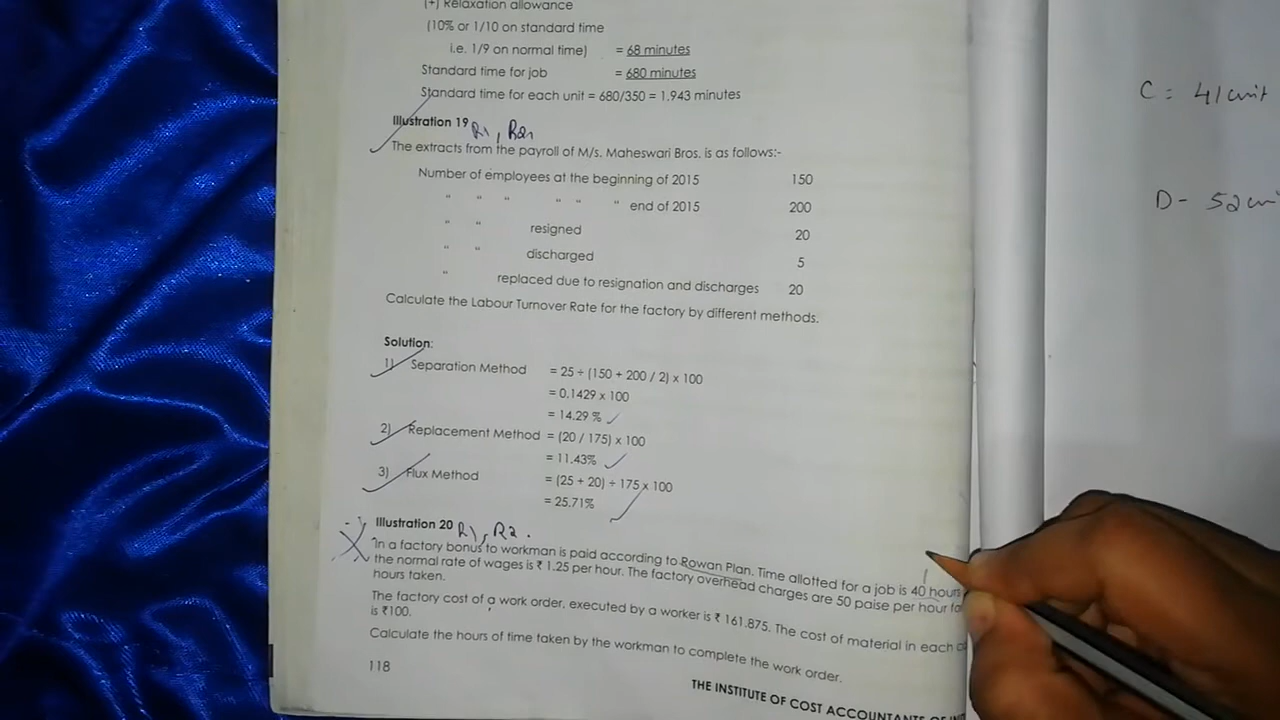 (+) Relaxation allowance
(10% or 1/10 on standard time
i.e. 1/9 on normal time) = 68 minutes
Standard time for job = 680 minutes
Standard time for each unit = 680/350 = 1.943 minutes
Illustration 19 R1, R2
The extracts from the payroll of M/s. Maheswari Bros. is as follows:-
Number of employees at the beginning of 2015 150
" " " " " " end of 2015 200
" " resigned 20
" " discharged 5
" replaced due to resignation and discharges 20
Calculate the Labour Turnover Rate for the factory by different methods.
Solution:
1) Separation Method = 25 ÷ (150 + 200 / 2) x 100
= 0.1429 x 100
= 14.29 %
2) Replacement Method = (20 / 175) x 100
= 11.43%
3) Flux Method = (25 + 20) ÷ 175 x 100
= 25.71%
Illustration 20 R1, R2.
In a factory bonus to workman is paid according to Rowan Plan. Time allotted for a job is 40 hours
the normal rate of wages is ₹ 1.25 per hour. The factory overhead charges are 50 paise per hour
hours taken.
The factory cost of a work order, executed by a worker is ₹ 161.875. The cost of material in each
is ₹100.
Calculate the hours of time taken by the workman to complete the work order.
118
THE INSTITUTE OF COST ACCOUNTANTS OF
C = 41 unit
D - 52